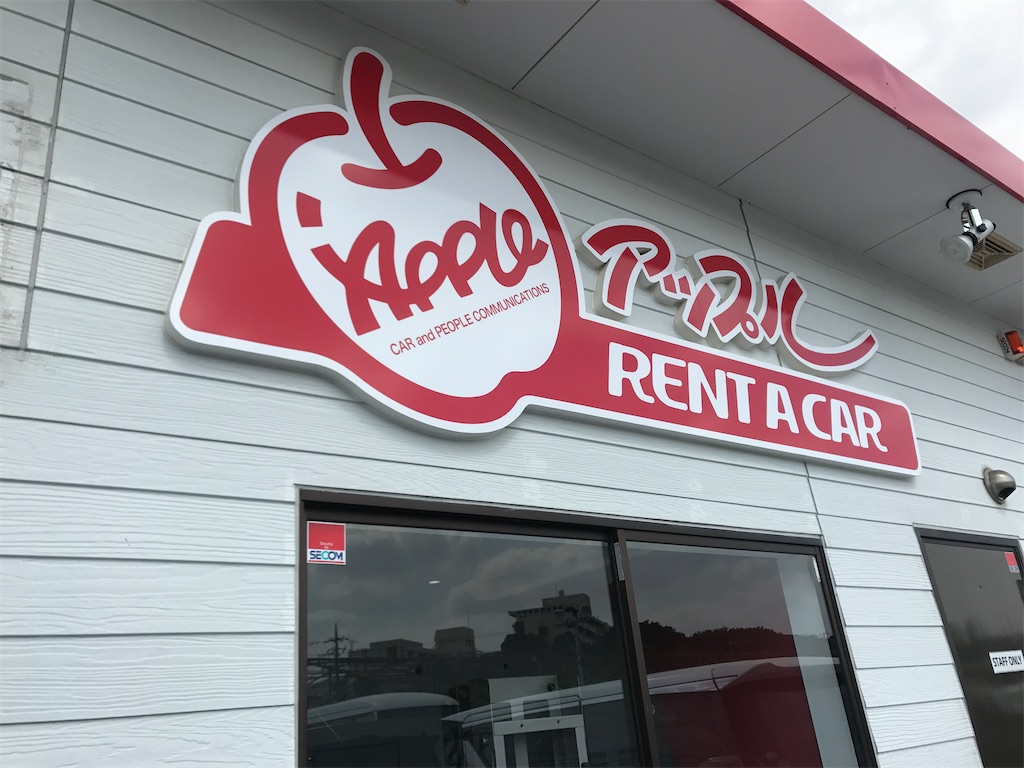 Apple
CAR and PEOPLE COMMUNICATIONS
アップル
RENT A CAR
SECOM
STAFF ONLY